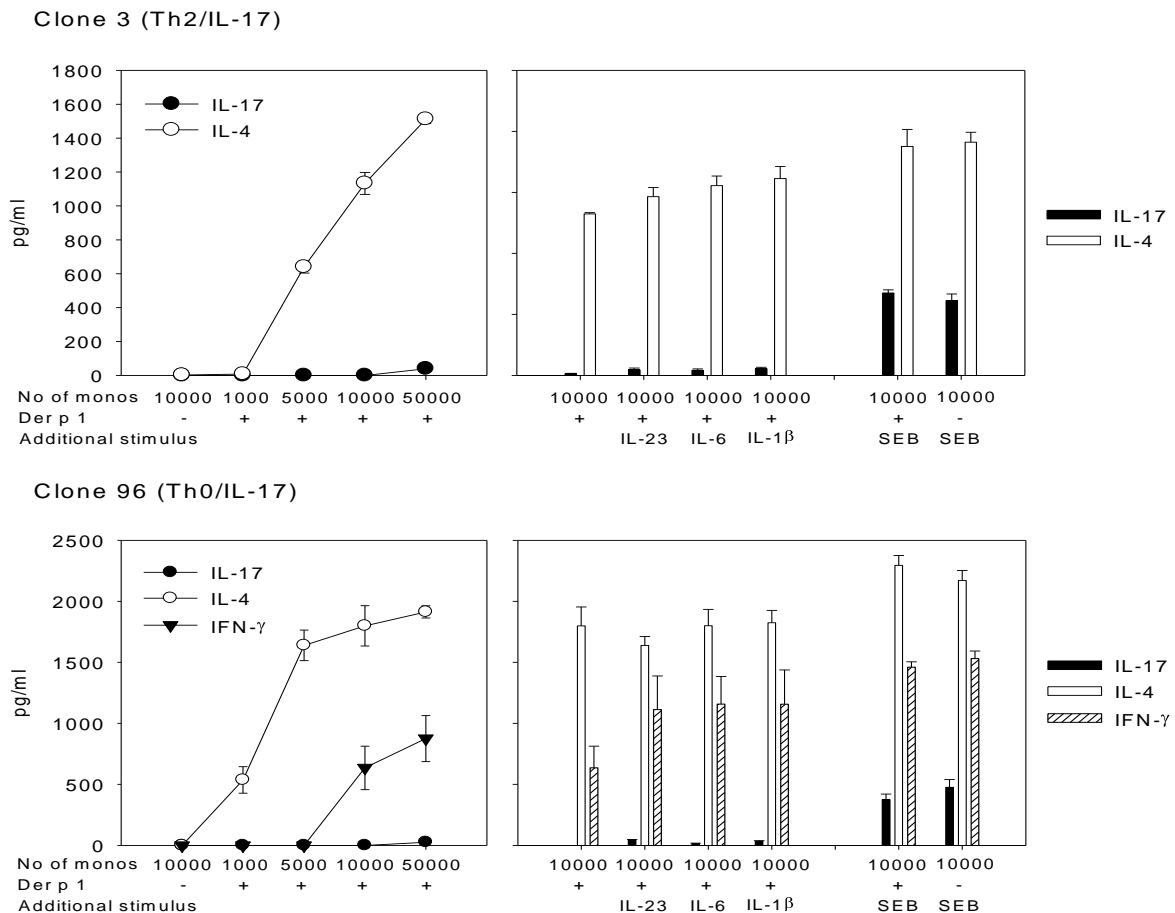 Clone 3 (Th2/IL-17)
1800
1600
1400
1200
1000
800
600
400
200
0
pg/ml
IL-17
IL-4
IL-17
IL-4
No of monos 10000 1000 5000 10000 50000 10000 10000 10000 10000 10000 10000
Der p 1 - + + + + + + + + + -
Additional stimulus IL-23 IL-6 IL-1β SEB SEB
Clone 96 (Th0/IL-17)
2500
2000
1500
1000
500
0
pg/ml
IL-17
IL-4
IFN-γ
IL-17
IL-4
IFN-γ
No of monos 10000 1000 5000 10000 50000 10000 10000 10000 10000 10000 10000
Der p 1 - + + + + + + + + + -
Additional stimulus IL-23 IL-6 IL-1β SEB SEB